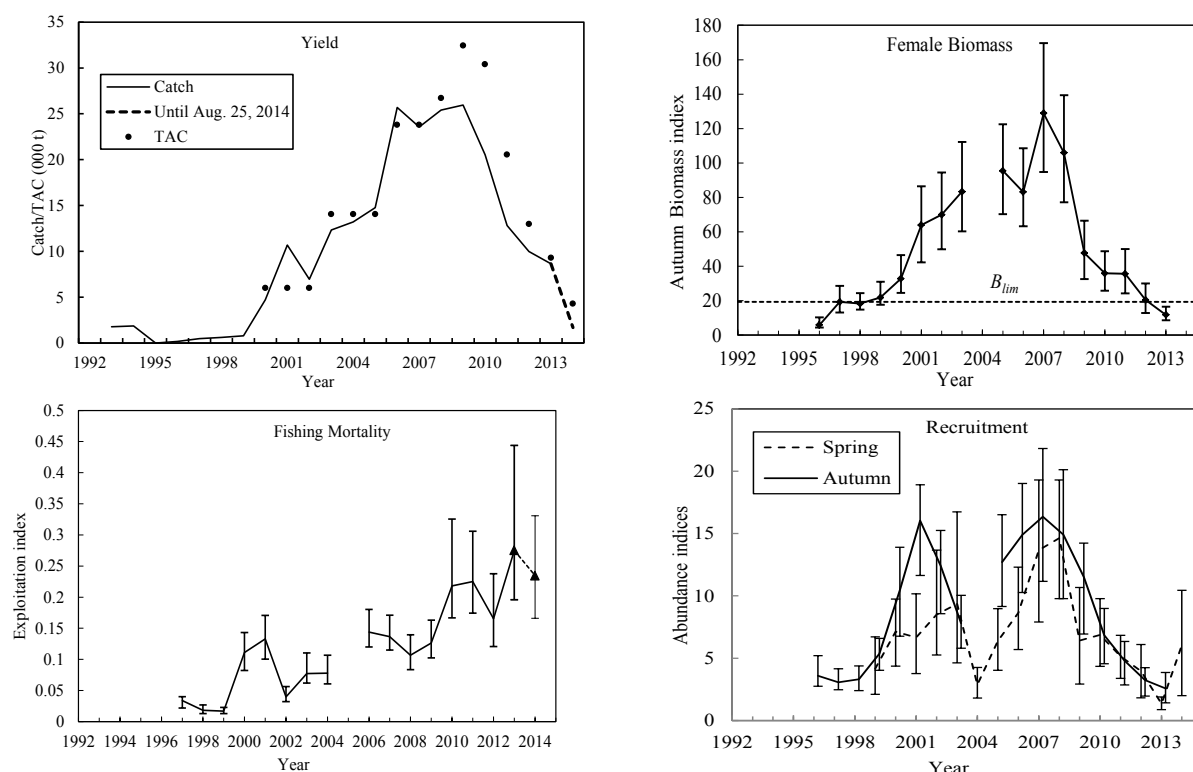 Yield
Catch
Until Aug. 25, 2014
TAC
Catch/TAC (000 t)
35
30
25
20
15
10
5
0
1992 1995 1998 2001 2004 2007 2010 2013
Year
Female Biomass
Autumn Biomass indiex
180
160
140
120
100
80
60
40
20
0
Blim
1992 1995 1998 2001 2004 2007 2010 2013
Year
Fishing Mortality
Exploitation index
0.5
0.45
0.4
0.35
0.3
0.25
0.2
0.15
0.1
0.05
0
1992 1994 1996 1998 2000 2002 2004 2006 2008 2010 2012 2014
Year
Recruitment
Spring
Autumn
Abundance indices
25
20
15
10
5
0
1992 1995 1998 2001 2004 2007 2010 2013
Year